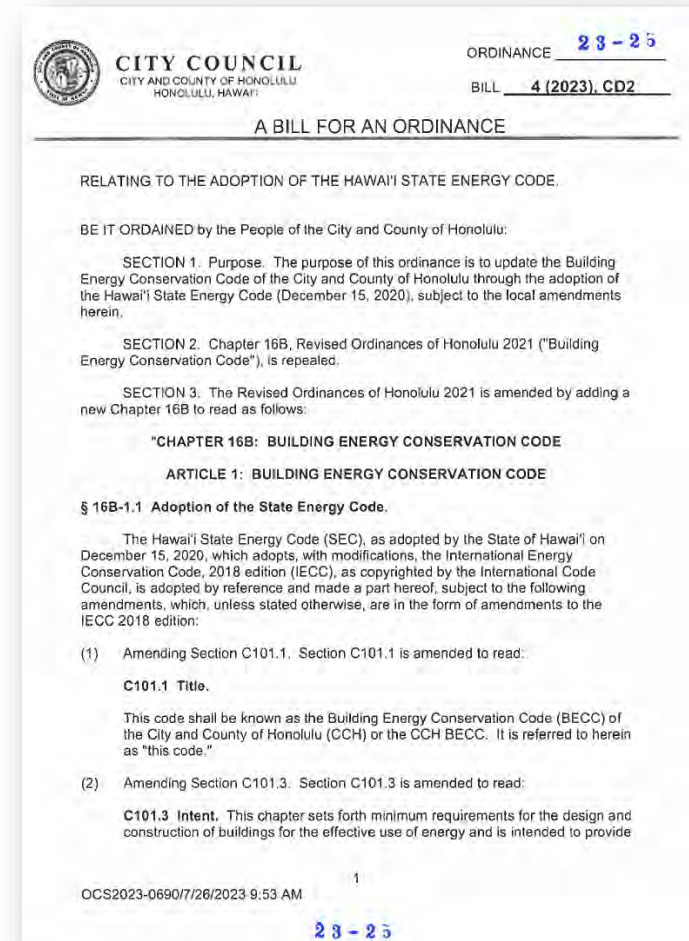 CITY COUNCIL
CITY AND COUNTY OF HONOLULU
HONOLULU, HAWAI'I
ORDINANCE 23-25
BILL 4 (2023), CD2
A BILL FOR AN ORDINANCE
RELATING TO THE ADOPTION OF THE HAWAI'I STATE ENERGY CODE.
BE IT ORDAINED by the People of the City and County of Honolulu:
SECTION 1. Purpose. The purpose of this ordinance is to update the Building
Energy Conservation Code of the City and County of Honolulu through the adoption of
the Hawai'i State Energy Code (December 15, 2020), subject to the local amendments
herein.
SECTION 2. Chapter 16B, Revised Ordinances of Honolulu 2021 ("Building
Energy Conservation Code"), is repealed.
SECTION 3. The Revised Ordinances of Honolulu 2021 is amended by adding a
new Chapter 16B to read as follows:
"CHAPTER 16B: BUILDING ENERGY CONSERVATION CODE
ARTICLE 1: BUILDING ENERGY CONSERVATION CODE
§ 16B-1.1 Adoption of the State Energy Code.
The Hawai'i State Energy Code (SEC), as adopted by the State of Hawai'i on
December 15, 2020, which adopts, with modifications, the International Energy
Conservation Code, 2018 edition (IECC), as copyrighted by the International Code
Council, is adopted by reference and made a part hereof, subject to the following
amendments, which, unless stated otherwise, are in the form of amendments to the
IECC 2018 edition:
(1) Amending Section C101.1. Section C101.1 is amended to read:
C101.1 Title.
This code shall be known as the Building Energy Conservation Code (BECC) of
the City and County of Honolulu (CCH) or the CCH BECC. It is referred to herein
as "this code."
(2) Amending Section C101.3. Section C101.3 is amended to read:
C101.3 Intent. This chapter sets forth minimum requirements for the design and
construction of buildings for the effective use of energy and is intended to provide
1
OCS2023-0690/7/26/2023 9:53 AM
23-25